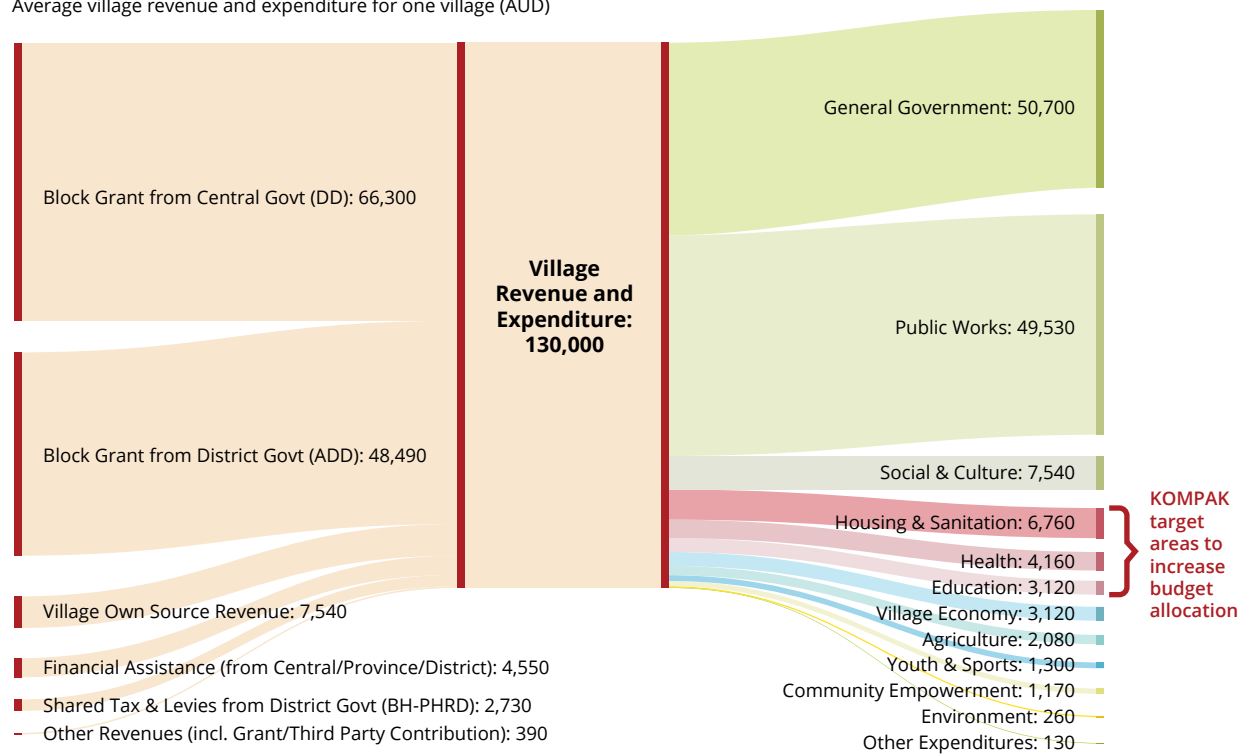 Average village revenue and expenditure for one village (AUD)
Block Grant from Central Govt (DD): 66,300
Block Grant from District Govt (ADD): 48,490
Village Own Source Revenue: 7,540
Financial Assistance (from Central/Province/District): 4,550
Shared Tax & Levies from District Govt (BH-PHRD): 2,730
Other Revenues (incl. Grant/Third Party Contribution): 390
Village
Revenue and
Expenditure:
130,000
General Government: 50,700
Public Works: 49,530
Social & Culture: 7,540
Housing & Sanitation: 6,760
Health: 4,160
Education: 3,120
Village Economy: 3,120
Agriculture: 2,080
Youth & Sports: 1,300
Community Empowerment: 1,170
Environment: 260
Other Expenditures: 130
KOMPAK
target
areas to
increase
budget
allocation